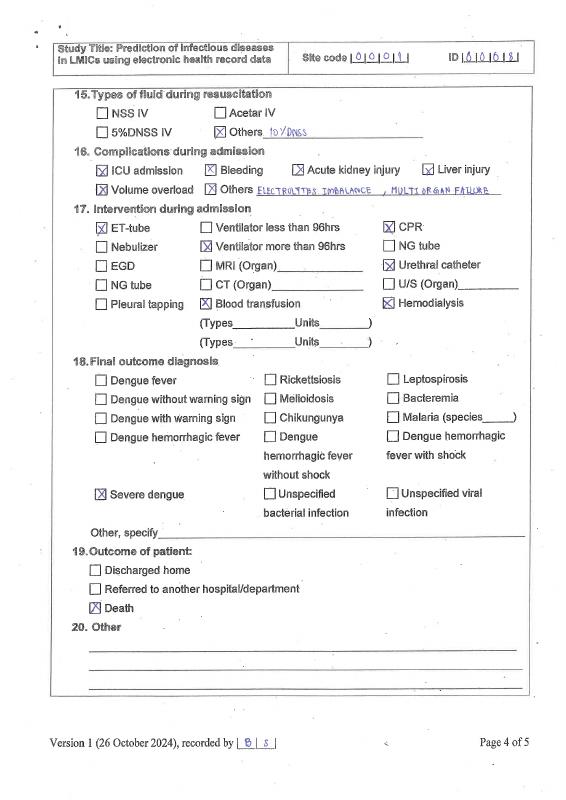 Study Title: Prediction of infectious diseases
in LMICs using electronic health record data
Site code |0|0|0|1| ID |0|0|6|8|
15. Types of fluid during resuscitation
☐ NSS IV ☐ Acetar IV
☐ 5%DNSS IV ☒ Others 10%DNSS
16. Complications during admission
☒ ICU admission ☒ Bleeding ☒ Acute kidney injury ☒ Liver injury
☒ Volume overload ☒ Others ELECTROLYTES IMBALANCE , MULTI ORGAN FAILURE
17. Intervention during admission
☒ ET-tube ☐ Ventilator less than 96hrs ☒ CPR
☐ Nebulizer ☒ Ventilator more than 96hrs ☐ NG tube
☐ EGD ☐ MRI (Organ)____________ ☒ Urethral catheter
☐ NG tube ☐ CT (Organ)____________ ☐ U/S (Organ)________
☐ Pleural tapping ☒ Blood transfusion ☒ Hemodialysis
(Types________Units______)
(Types________Units______)
18. Final outcome diagnosis
☐ Dengue fever ☐ Rickettsiosis ☐ Leptospirosis
☐ Dengue without warning sign ☐ Melioidosis ☐ Bacteremia
☐ Dengue with warning sign ☐ Chikungunya ☐ Malaria (species_____)
☐ Dengue hemorrhagic fever ☐ Dengue ☐ Dengue hemorrhagic
hemorrhagic fever fever with shock
without shock
☒ Severe dengue ☐ Unspecified ☐ Unspecified viral
bacterial infection infection
Other, specify____________
19. Outcome of patient:
☐ Discharged home
☐ Referred to another hospital/department
☒ Death
20. Other
Version 1 (26 October 2024), recorded by | B | S | Page 4 of 5